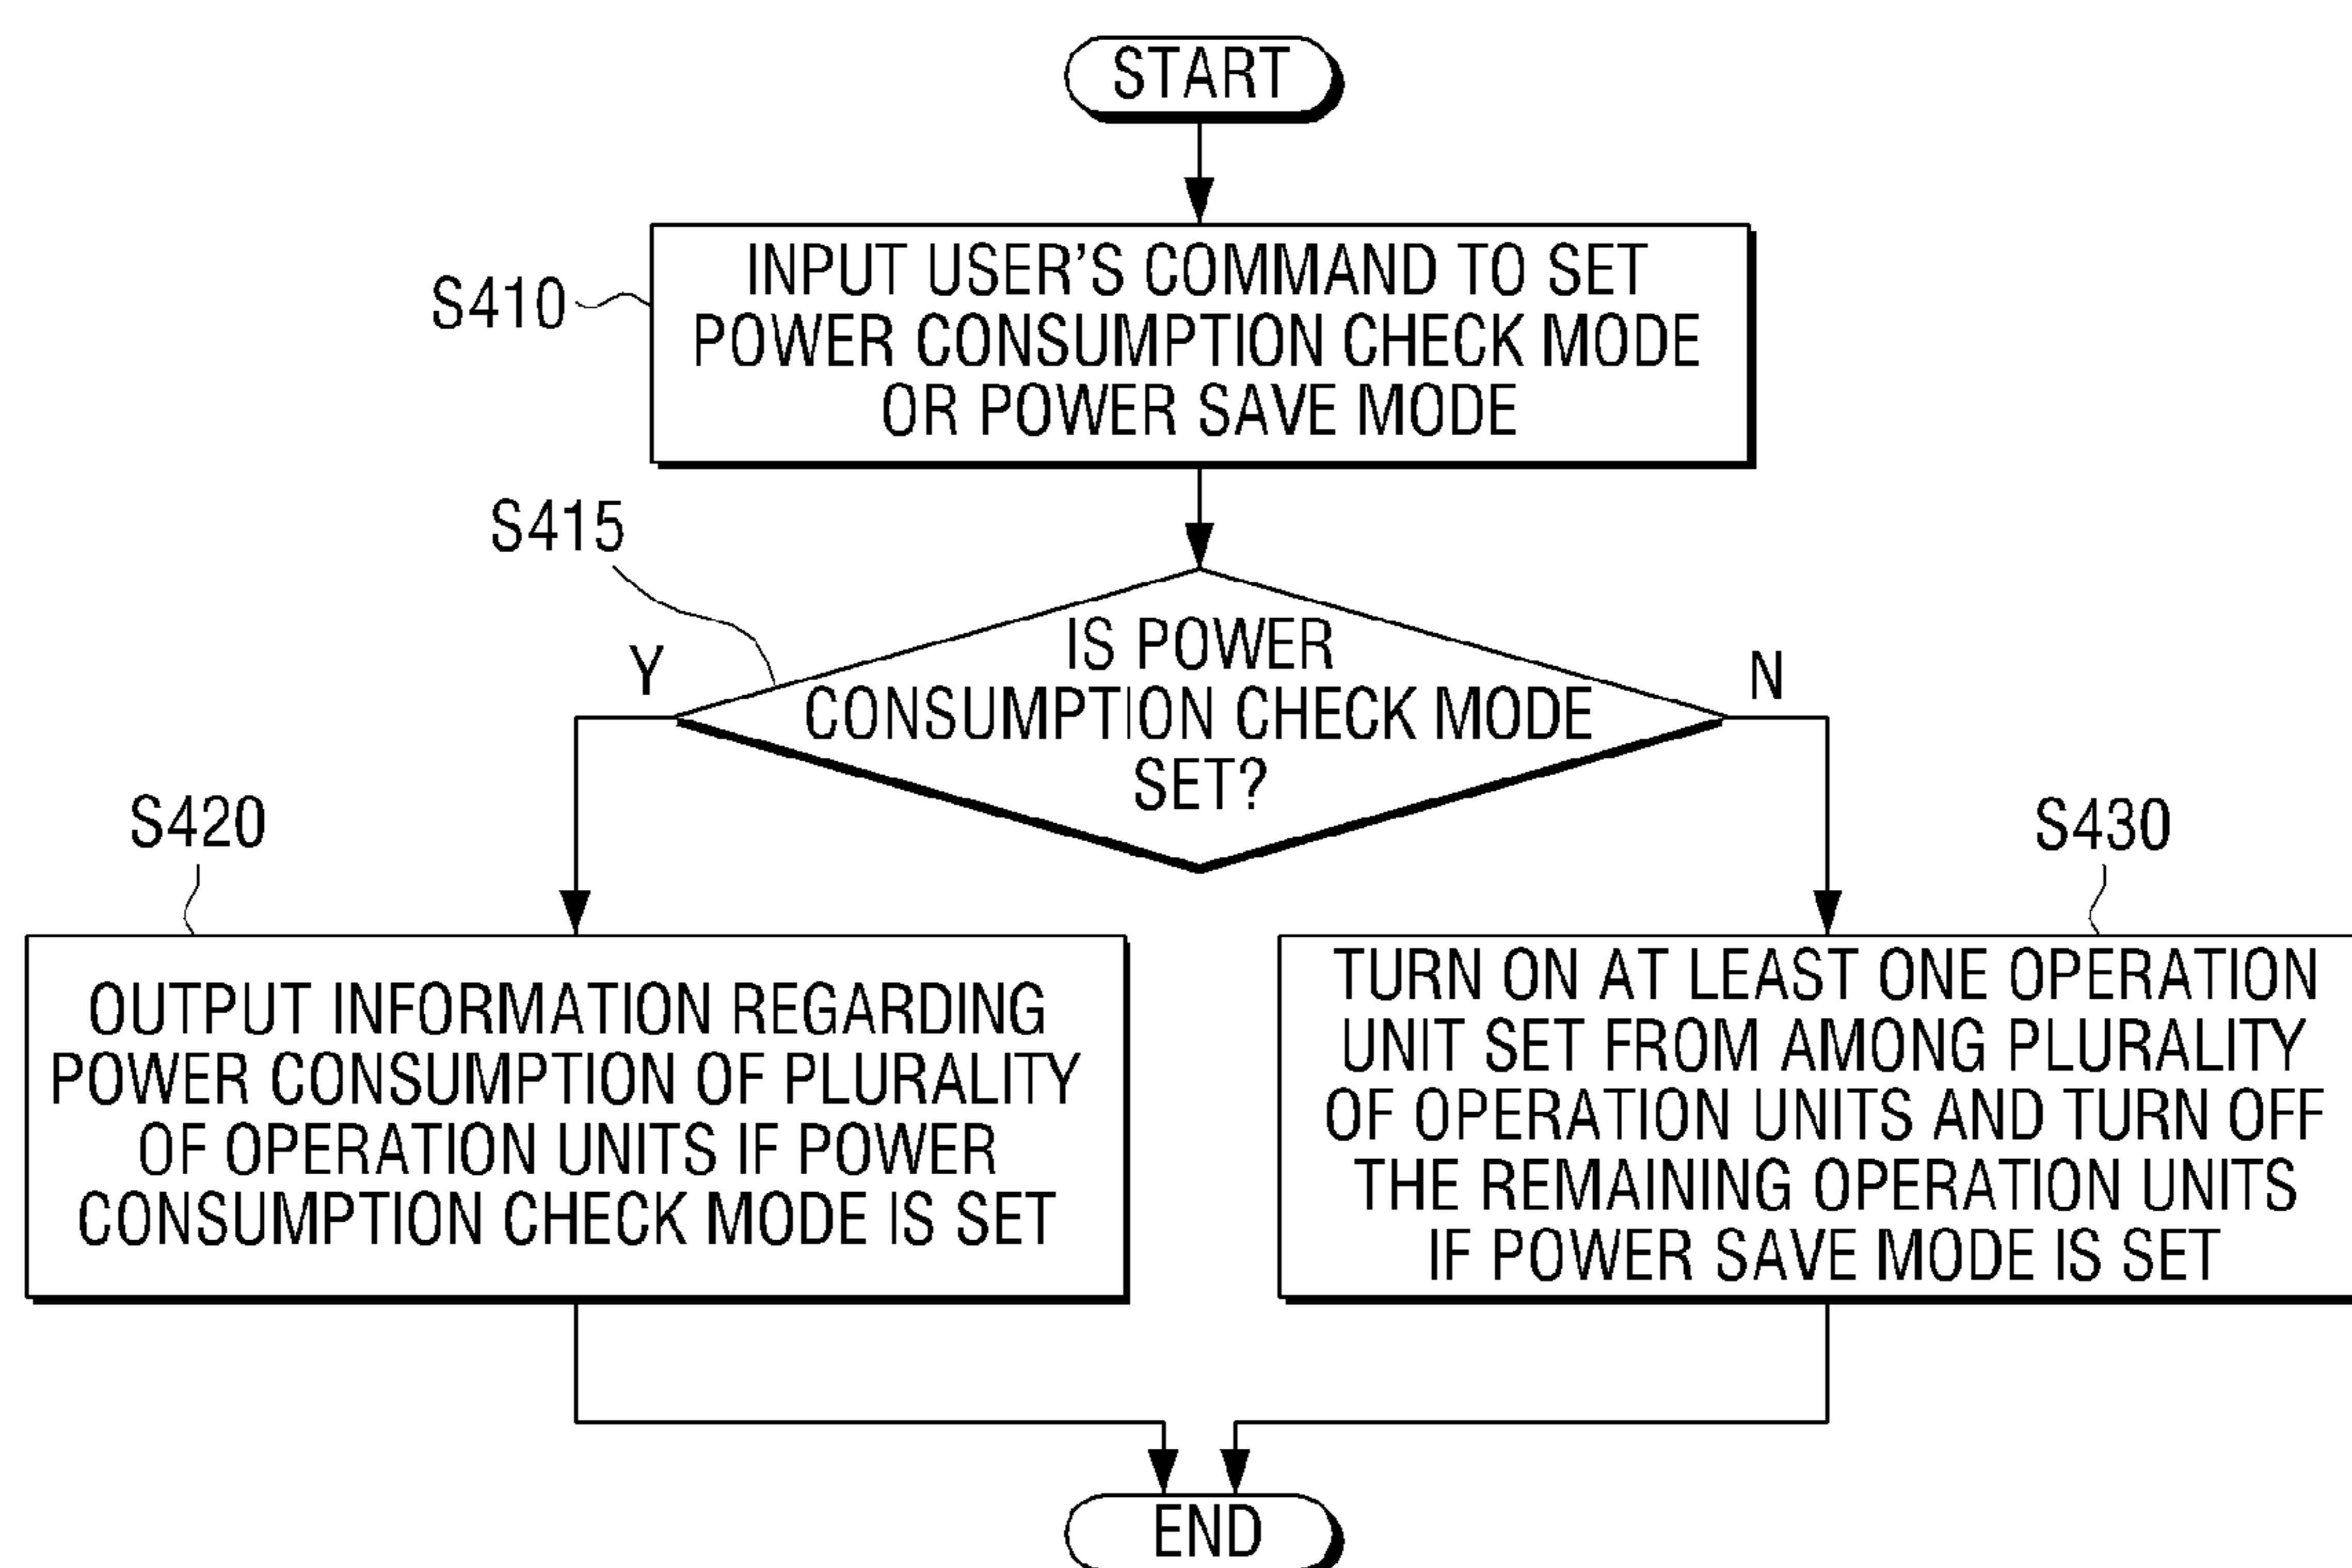 START
S410
INPUT USER'S COMMAND TO SET
POWER CONSUMPTION CHECK MODE
OR POWER SAVE MODE
S415
IS POWER
CONSUMPTION CHECK MODE
SET?
Y
N
S420
OUTPUT INFORMATION REGARDING
POWER CONSUMPTION OF PLURALITY
OF OPERATION UNITS IF POWER
CONSUMPTION CHECK MODE IS SET
S430
TURN ON AT LEAST ONE OPERATION
UNIT SET FROM AMONG PLURALITY
OF OPERATION UNITS AND TURN OFF
THE REMAINING OPERATION UNITS
IF POWER SAVE MODE IS SET
END